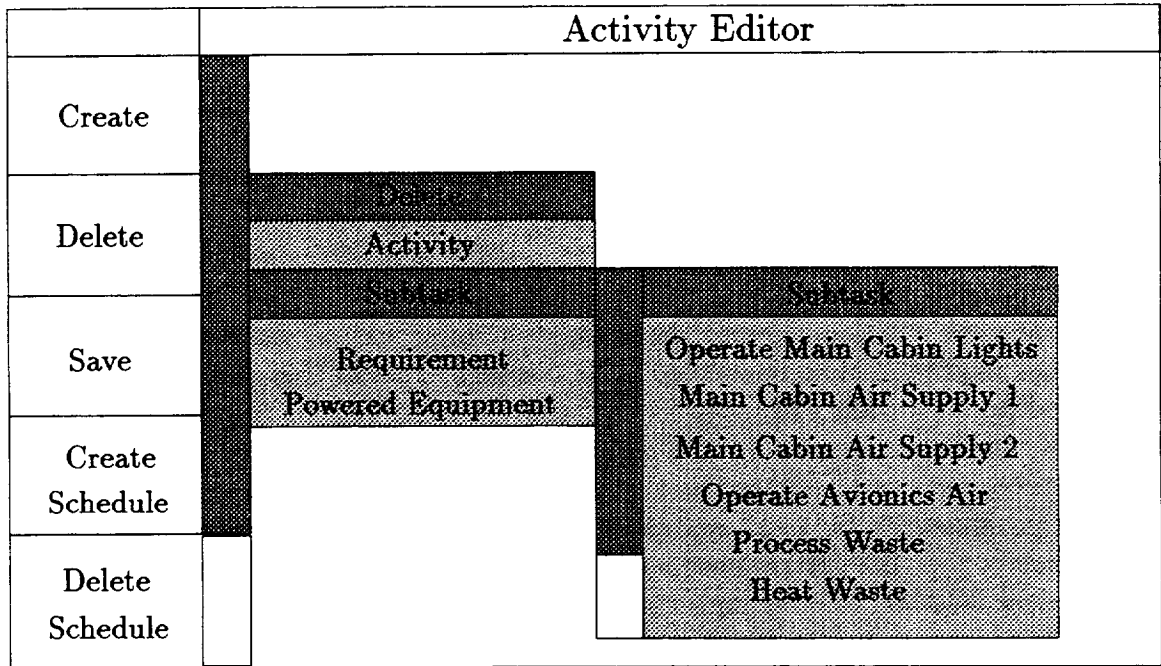 Activity Editor
Create
Delete
Save
Create
Schedule
Delete
Schedule
Delete
Activity
Subtask
Requirement
Powered Equipment
Subtask
Operate Main Cabin Lights
Main Cabin Air Supply 1
Main Cabin Air Supply 2
Operate Avionics Air
Process Waste
Heat Waste